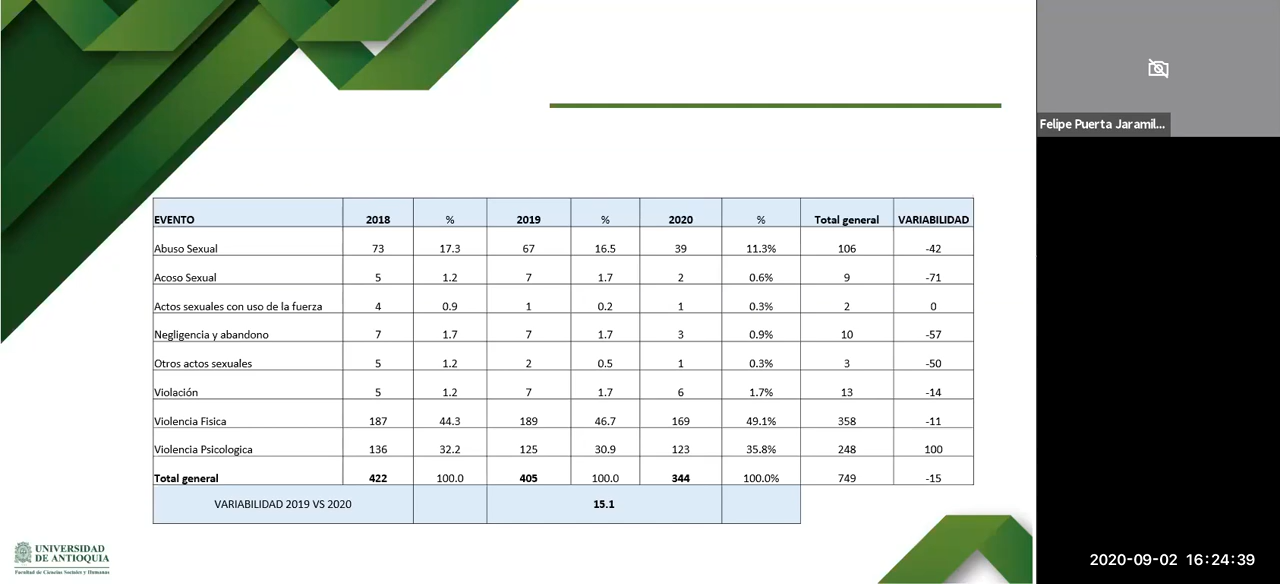 Felipe Puerta Jaramil...
EVENTO 2018 % 2019 % 2020 % Total general VARIABILIDAD
Abuso Sexual 73 17.3 67 16.5 39 11.3% 106 -42
Acoso Sexual 5 1.2 7 1.7 2 0.6% 9 -71
Actos sexuales con uso de la fuerza 4 0.9 1 0.2 1 0.3% 2 0
Negligencia y abandono 7 1.7 7 1.7 3 0.9% 10 -57
Otros actos sexuales 5 1.2 2 0.5 1 0.3% 3 -50
Violación 5 1.2 7 1.7 6 1.7% 13 -14
Violencia Fisica 187 44.3 189 46.7 169 49.1% 358 -11
Violencia Psicologica 136 32.2 125 30.9 123 35.8% 248 100
Total general 422 100.0 405 100.0 344 100.0% 749 -15
VARIABILIDAD 2019 VS 2020 15.1
UNIVERSIDAD
DE ANTIOQUIA
Facultad de Ciencias Sociales y Humanas
2020-09-02 16:24:39